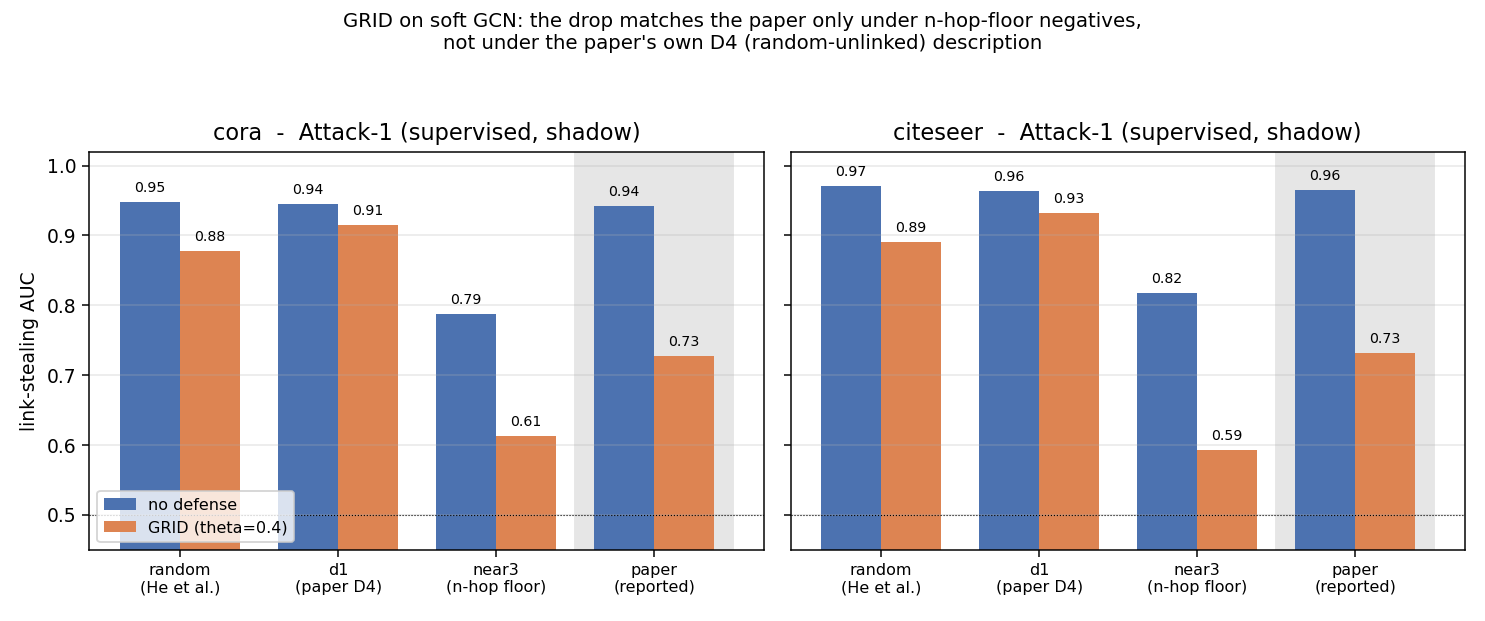 GRID on soft GCN: the drop matches the paper only under n-hop-floor negatives,
not under the paper's own D4 (random-unlinked) description
cora - Attack-1 (supervised, shadow)
citeseer - Attack-1 (supervised, shadow)
link-stealing AUC
1.0
0.9
0.8
0.7
0.6
0.5
0.95
0.88
0.94
0.91
0.79
0.61
0.94
0.73
0.97
0.89
0.96
0.93
0.82
0.59
0.96
0.73
no defense
GRID (theta=0.4)
random
(He et al.)
d1
(paper D4)
near3
(n-hop floor)
paper
(reported)
random
(He et al.)
d1
(paper D4)
near3
(n-hop floor)
paper
(reported)